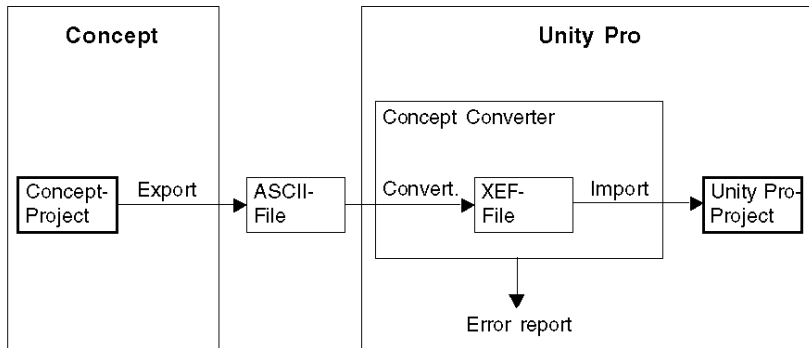 Concept
Unity Pro
Concept Converter
Concept-
Project
Export
ASCII-
File
Convert.
XEF-
File
Import
Unity Pro-
Project
Error report